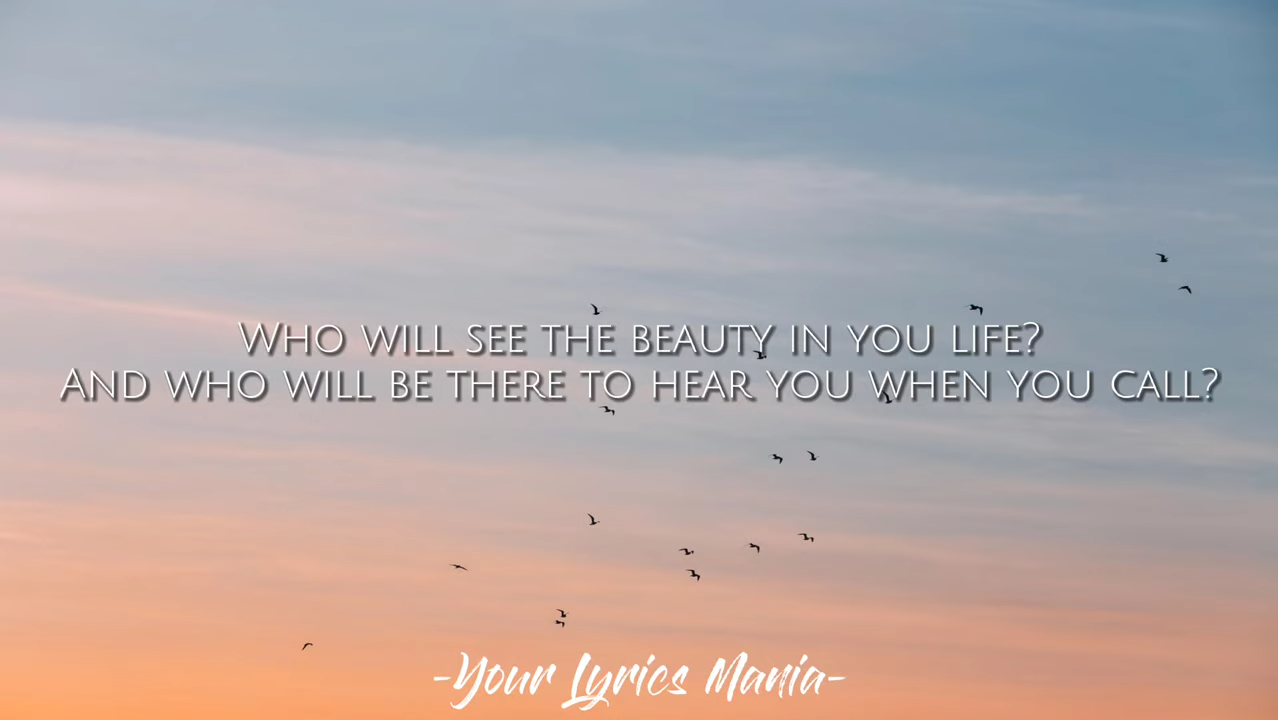 Who will see the beauty in you life?
And who will be there to hear you when you call?
-Your Lyrics Mania-